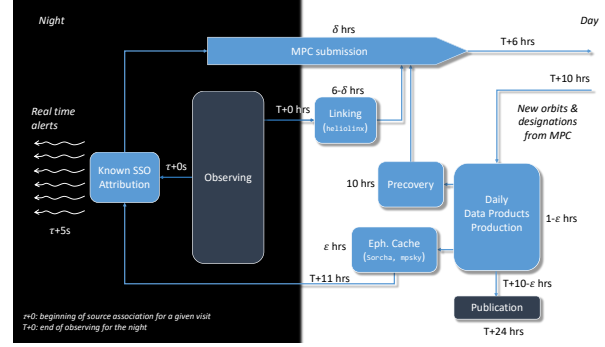 Night
Day
δ hrs
MPC submission
T+6 hrs
T+10 hrs
6-δ hrs
Real time
alerts
T+0 hrs
Linking
(heliolinx)
New orbits &
designations
from MPC
Known SSO
Attribution
τ+0s
Observing
10 hrs
Precovery
Daily
Data Products
Production
1-ε hrs
τ+5s
ε hrs
Eph. Cache
(Sorcha, mpsky)
T+11 hrs
T+10-ε hrs
Publication
T+24 hrs
τ+0: beginning of source association for a given visit
T+0: end of observing for the night